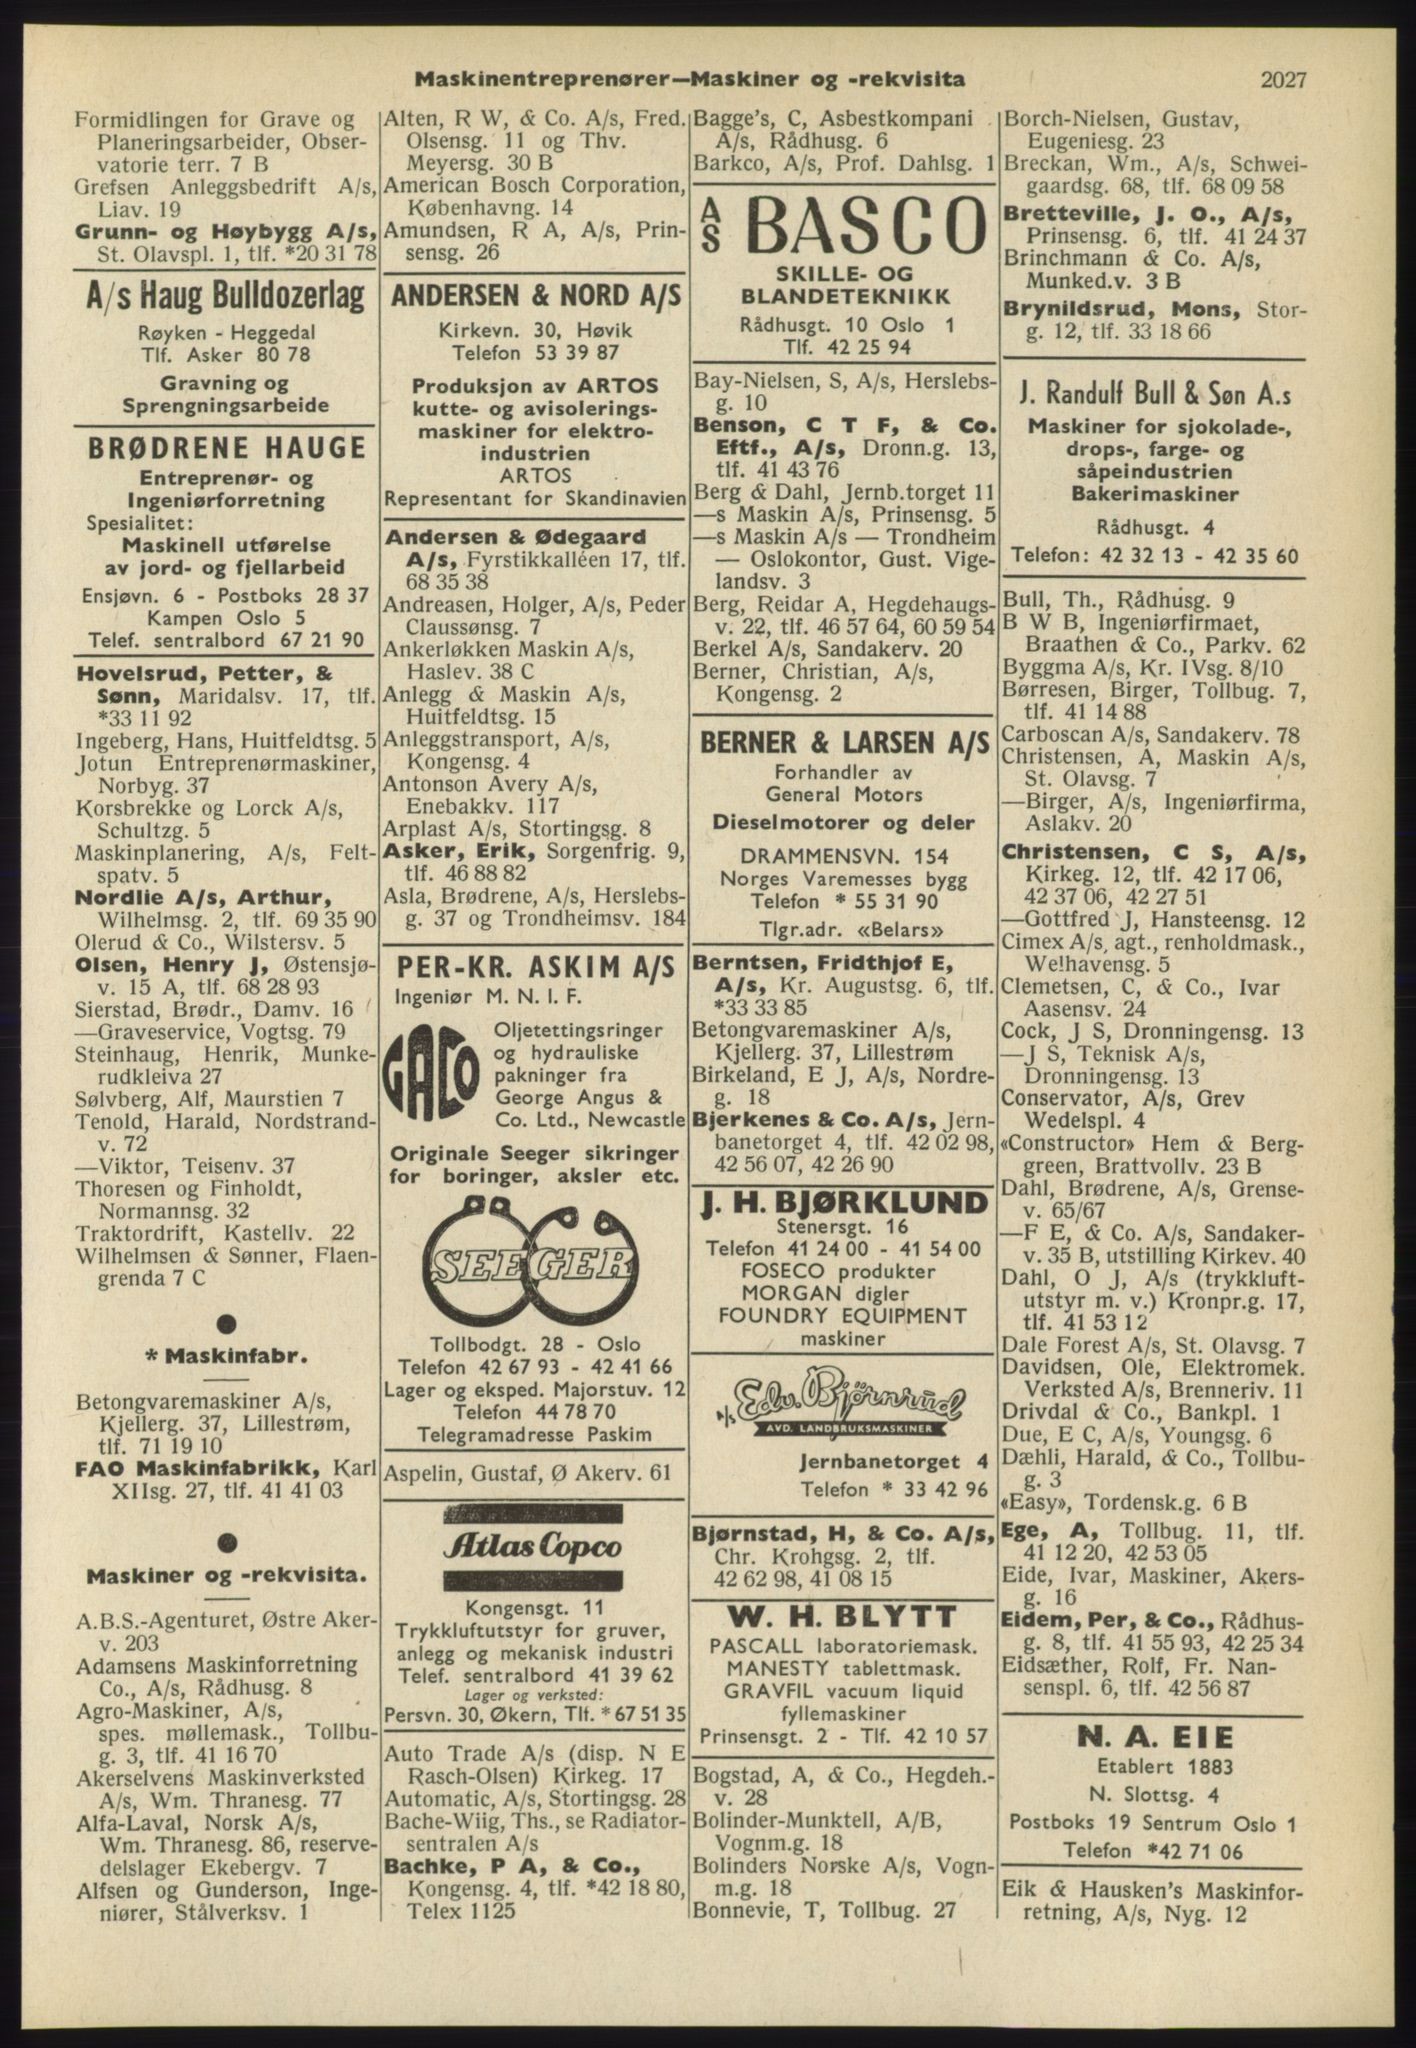 Maskinentreprenører—Maskiner og -rekvisita 2027
Formidlingen for Grave og
Planeringsarbeider, Obser-
vatorie terr. 7 B
Grefsen Anleggsbedrift A/s,
Liav. 19
Grunn- og Høybygg A/s,
St. Olavspl. 1, tlf. *20 31 78
A/s Haug Bulldozerlag
Røyken - Heggedal
Tlf. Asker 80 78
Gravning og
Sprengningsarbeide
BRØDRENE HAUGE
Entreprenør- og
Ingeniørforretning
Spesialitet:
Maskinell utførelse
av jord- og fjellarbeid
Ensjøvn. 6 - Postboks 28 37
Kampen Oslo 5
Telef. sentralbord 67 21 90
Hovelsrud, Petter, &
Sønn, Maridalsv. 17, tlf.
*33 11 92
Ingeberg, Hans, Huitfeldtsg. 5
Jotun Entreprenørmaskiner,
Norbyg. 37
Korsbrekke og Lorck A/s,
Schultzg. 5
Maskinplanering, A/s, Felt-
spatv. 5
Nordlie A/s, Arthur,
Wilhelmsg. 2, tlf. 69 35 90
Olerud & Co., Wilstersv. 5
Olsen, Henry J, Østensjø-
v. 15 A, tlf. 68 28 93
Sierstad, Brødr., Damv. 16
—Graveservice, Vogtsg. 79
Steinhaug, Henrik, Munke-
rudkleiva 27
Sølvberg, Alf, Maurstien 7
Tenold, Harald, Nordstrand-
v. 72
—Viktor, Teisenv. 37
Thoresen og Finholdt,
Normannsg. 32
Traktordrift, Kastellv. 22
Wilhelmsen & Sønner, Flaen-
grenda 7 C
* Maskinfabr.
Betongvaremaskiner A/s,
Kjellerg. 37, Lillestrøm,
tlf. 71 19 10
FAO Maskinfabrikk, Karl
XIIsg. 27, tlf. 41 41 03
Maskiner og -rekvisita.
A.B.S.-Agenturet, Østre Aker-
v. 203
Adamsens Maskinforretning
Co., A/s, Rådhusg. 8
Agro-Maskiner, A/s,
spes. møllemask., Tollbu-
g. 3, tlf. 41 16 70
Akerselvens Maskinverksted
A/s, Wm. Thranesg. 77
Alfa-Laval, Norsk A/s,
Wm. Thranesg. 86, reserve-
delslager Ekebergv. 7
Alfsen og Gunderson, Inge-
niører, Stålverksv. 1
Alten, R W, & Co. A/s, Fred.
Olsensg. 11 og Thv.
Meyersg. 30 B
American Bosch Corporation,
Københavng. 14
Amundsen, R A, A/s, Prin-
sensg. 26
ANDERSEN & NORD A/S
Kirkevn. 30, Høvik
Telefon 53 39 87
Produksjon av ARTOS
kutte- og avisolerings-
maskiner for elektro-
industrien
ARTOS
Representant for Skandinavien
Andersen & Ødegaard
A/s, Fyrstikkalléen 17, tlf.
68 35 38
Andreasen, Holger, A/s, Peder
Claussønsg. 7
Ankerløkken Maskin A/s,
Haslev. 38 C
Anlegg & Maskin A/s,
Huitfeldtsg. 15
Anleggstransport, A/s,
Kongensg. 4
Antonson Avery A/s,
Enebakkv. 117
Arplast A/s, Stortingsg. 8
Asker, Erik, Sorgenfrig. 9,
tlf. 46 88 82
Asla, Brødrene, A/s, Herslebs-
g. 37 og Trondheimsv. 184
PER-KR. ASKIM A/S
Ingeniør M. N. I. F.
GACO
Oljetettingsringer
og hydrauliske
pakninger fra
George Angus &
Co. Ltd., Newcastle
Originale Seeger sikringer
for boringer, aksler etc.
SEEGER
Tollbodgt. 28 - Oslo
Telefon 42 67 93 - 42 41 66
Lager og eksped. Majorstuv. 12
Telefon 44 78 70
Telegramadresse Paskim
Aspelin, Gustaf, Ø Akerv. 61
Atlas Copco
Kongensgt. 11
Trykkluftutstyr for gruver,
anlegg og mekanisk industri
Telef. sentralbord 41 39 62
Lager og verksted:
Persvn. 30, Økern, Tlf. *67 51 35
Auto Trade A/s (disp. N E
Rasch-Olsen) Kirkeg. 17
Automatic, A/s, Stortingsg. 28
Bache-Wiig, Ths., se Radiator-
sentralen A/s
Bachke, P A, & Co.,
Kongensg. 4, tlf. *42 18 80,
Telex 1125
Bagge's, C, Asbestkompani
A/s, Rådhusg. 6
Barkco, A/s, Prof. Dahlsg. 1
A/S BASCO
SKILLE- OG
BLANDETEKNIKK
Rådhusgt. 10 Oslo 1
Tlf. 42 25 94
Bay-Nielsen, S, A/s, Herslebs-
g. 10
Benson, C T F, & Co.
Eftf., A/s, Dronn.g. 13,
tlf. 41 43 76
Berg & Dahl, Jernb.torget 11
—s Maskin A/s, Prinsensg. 5
—s Maskin A/s — Trondheim
— Oslokontor, Gust. Vige-
landsv. 3
Berg, Reidar A, Hegdehaugs-
v. 22, tlf. 46 57 64, 60 59 54
Berkel A/s, Sandakerv. 20
Berner, Christian, A/s,
Kongensg. 2
BERNER & LARSEN A/S
Forhandler av
General Motors
Dieselmotorer og deler
DRAMMENSVN. 154
Norges Varemesses bygg
Telefon * 55 31 90
Tlgr.adr. «Belars»
Berntsen, Fridthjof E,
A/s, Kr. Augustsg. 6, tlf.
*33 33 85
Betongvaremaskiner A/s,
Kjellerg. 37, Lillestrøm
Birkeland, E J, A/s, Nordre-
g. 18
Bjerkenes & Co. A/s, Jern-
banetorget 4, tlf. 42 02 98,
42 56 07, 42 26 90
J. H. BJØRKLUND
Stenersgt. 16
Telefon 41 24 00 - 41 54 00
FOSECO produkter
MORGAN digler
FOUNDRY EQUIPMENT
maskiner
A/S Edv. Bjørnrud
AVD. LANDBRUKSMASKINER
Jernbanetorget 4
Telefon * 33 42 96
Bjørnstad, H, & Co. A/s,
Chr. Krohgsg. 2, tlf.
42 62 98, 41 08 15
W. H. BLYTT
PASCALL laboratoriemask.
MANESTY tablettmask.
GRAVFIL vacuum liquid
fyllemaskiner
Prinsensgt. 2 - Tlf. 42 10 57
Bogstad, A, & Co., Hegdeh.-
v. 28
Bolinder-Munktell, A/B,
Vognm.g. 18
Bolinders Norske A/s, Vogn-
m.g. 18
Bonnevie, T, Tollbug. 27
Borch-Nielsen, Gustav,
Eugeniesg. 23
Breckan, Wm., A/s, Schwei-
gaardsg. 68, tlf. 68 09 58
Bretteville, J. O., A/s,
Prinsensg. 6, tlf. 41 24 37
Brinchmann & Co. A/s,
Munked.v. 3 B
Brynildsrud, Mons, Stor-
g. 12, tlf. 33 18 66
J. Randulf Bull & Søn A.s
Maskiner for sjokolade-,
drops-, farge- og
såpeindustrien
Bakerimaskiner
Rådhusgt. 4
Telefon: 42 32 13 - 42 35 60
Bull, Th., Rådhusg. 9
B W B, Ingeniørfirmaet,
Braathen & Co., Parkv. 62
Byggma A/s, Kr. IVsg. 8/10
Børresen, Birger, Tollbug. 7,
tlf. 41 14 88
Carboscan A/s, Sandakerv. 78
Christensen, A, Maskin A/s,
St. Olavsg. 7
—Birger, A/s, Ingeniørfirma,
Aslakv. 20
Christensen, C S, A/s,
Kirkeg. 12, tlf. 42 17 06,
42 37 06, 42 27 51
—Gottfred J, Hansteensg. 12
Cimex A/s, agt., renholdmask.,
Welhavensg. 5
Clemetsen, C, & Co., Ivar
Aasensv. 24
Cock, J S, Dronningensg. 13
—J S, Teknisk A/s,
Dronningensg. 13
Conservator, A/s, Grev
Wedelspl. 4
«Constructor» Hem & Berg-
green, Brattvollv. 23 B
Dahl, Brødrene, A/s, Grense-
v. 65/67
—F E, & Co. A/s, Sandaker-
v. 35 B, utstilling Kirkev. 40
Dahl, O J, A/s (trykkluft-
utstyr m. v.) Kronpr.g. 17,
tlf. 41 53 12
Dale Forest A/s, St. Olavsg. 7
Davidsen, Ole, Elektromek.
Verksted A/s, Brenneriv. 11
Drivdal & Co., Bankpl. 1
Due, E C, A/s, Youngsg. 6
Dæhli, Harald, & Co., Tollbu-
g. 3
«Easy», Tordensk.g. 6 B
Ege, A, Tollbug. 11, tlf.
41 12 20, 42 53 05
Eide, Ivar, Maskiner, Akers-
g. 16
Eidem, Per, & Co., Rådhus-
g. 8, tlf. 41 55 93, 42 25 34
Eidsæther, Rolf, Fr. Nan-
senspl. 6, tlf. 42 56 87
N. A. EIE
Etablert 1883
N. Slottsg. 4
Postboks 19 Sentrum Oslo 1
Telefon *42 71 06
Eik & Hausken's Maskinfor-
retning, A/s, Nyg. 12